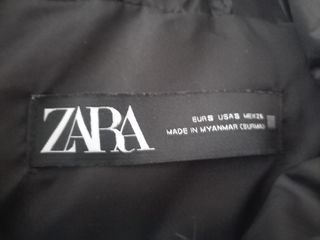 ZARA
EUR S USA S MEX 26
MADE IN MYANMAR (BURMA)